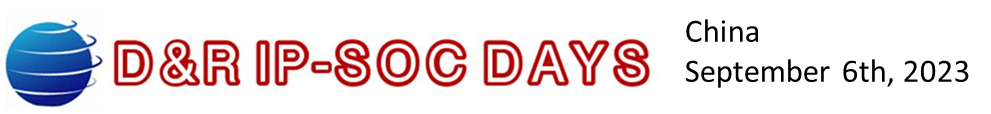 D&R IP-SOC DAYS
China
September 6th, 2023